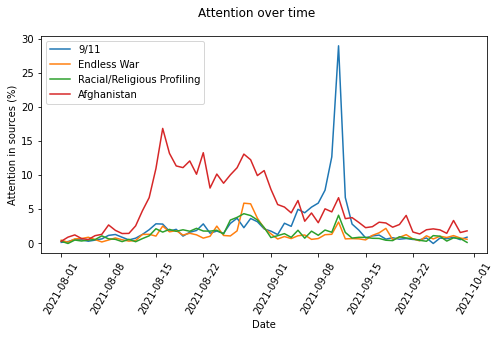 Attention over time
9/11
Endless War
Racial/Religious Profiling
Afghanistan
Attention in sources (%)
30
25
20
15
10
5
0
2021-08-01
2021-08-08
2021-08-15
2021-08-22
2021-09-01
2021-09-08
2021-09-15
2021-09-22
2021-10-01
Date